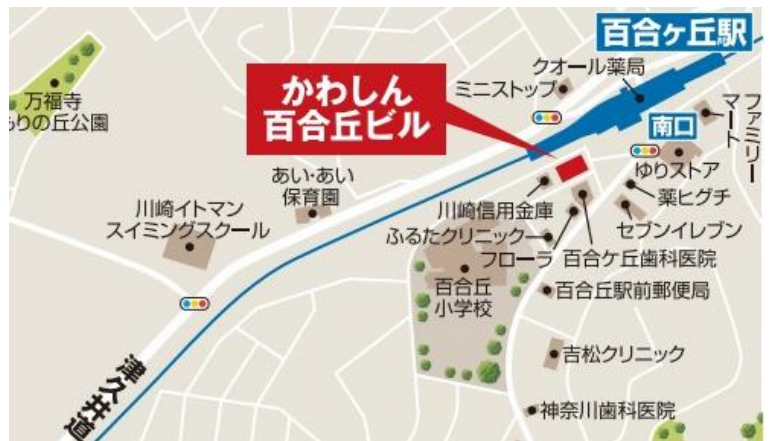 百合ヶ丘駅
クオール薬局
ミニストップ
かわしん
百合丘ビル
万福寺
もりの丘公園
南口
ファミリー
マート
ゆりストア
薬ヒグチ
セブンイレブン
あい・あい
保育園
川崎イトマン
スイミングスクール
川崎信用金庫
ふるたクリニック
フローラ
百合ケ丘歯科医院
百合丘
小学校
百合丘駅前郵便局
吉松クリニック
神奈川歯科医院
津久井道